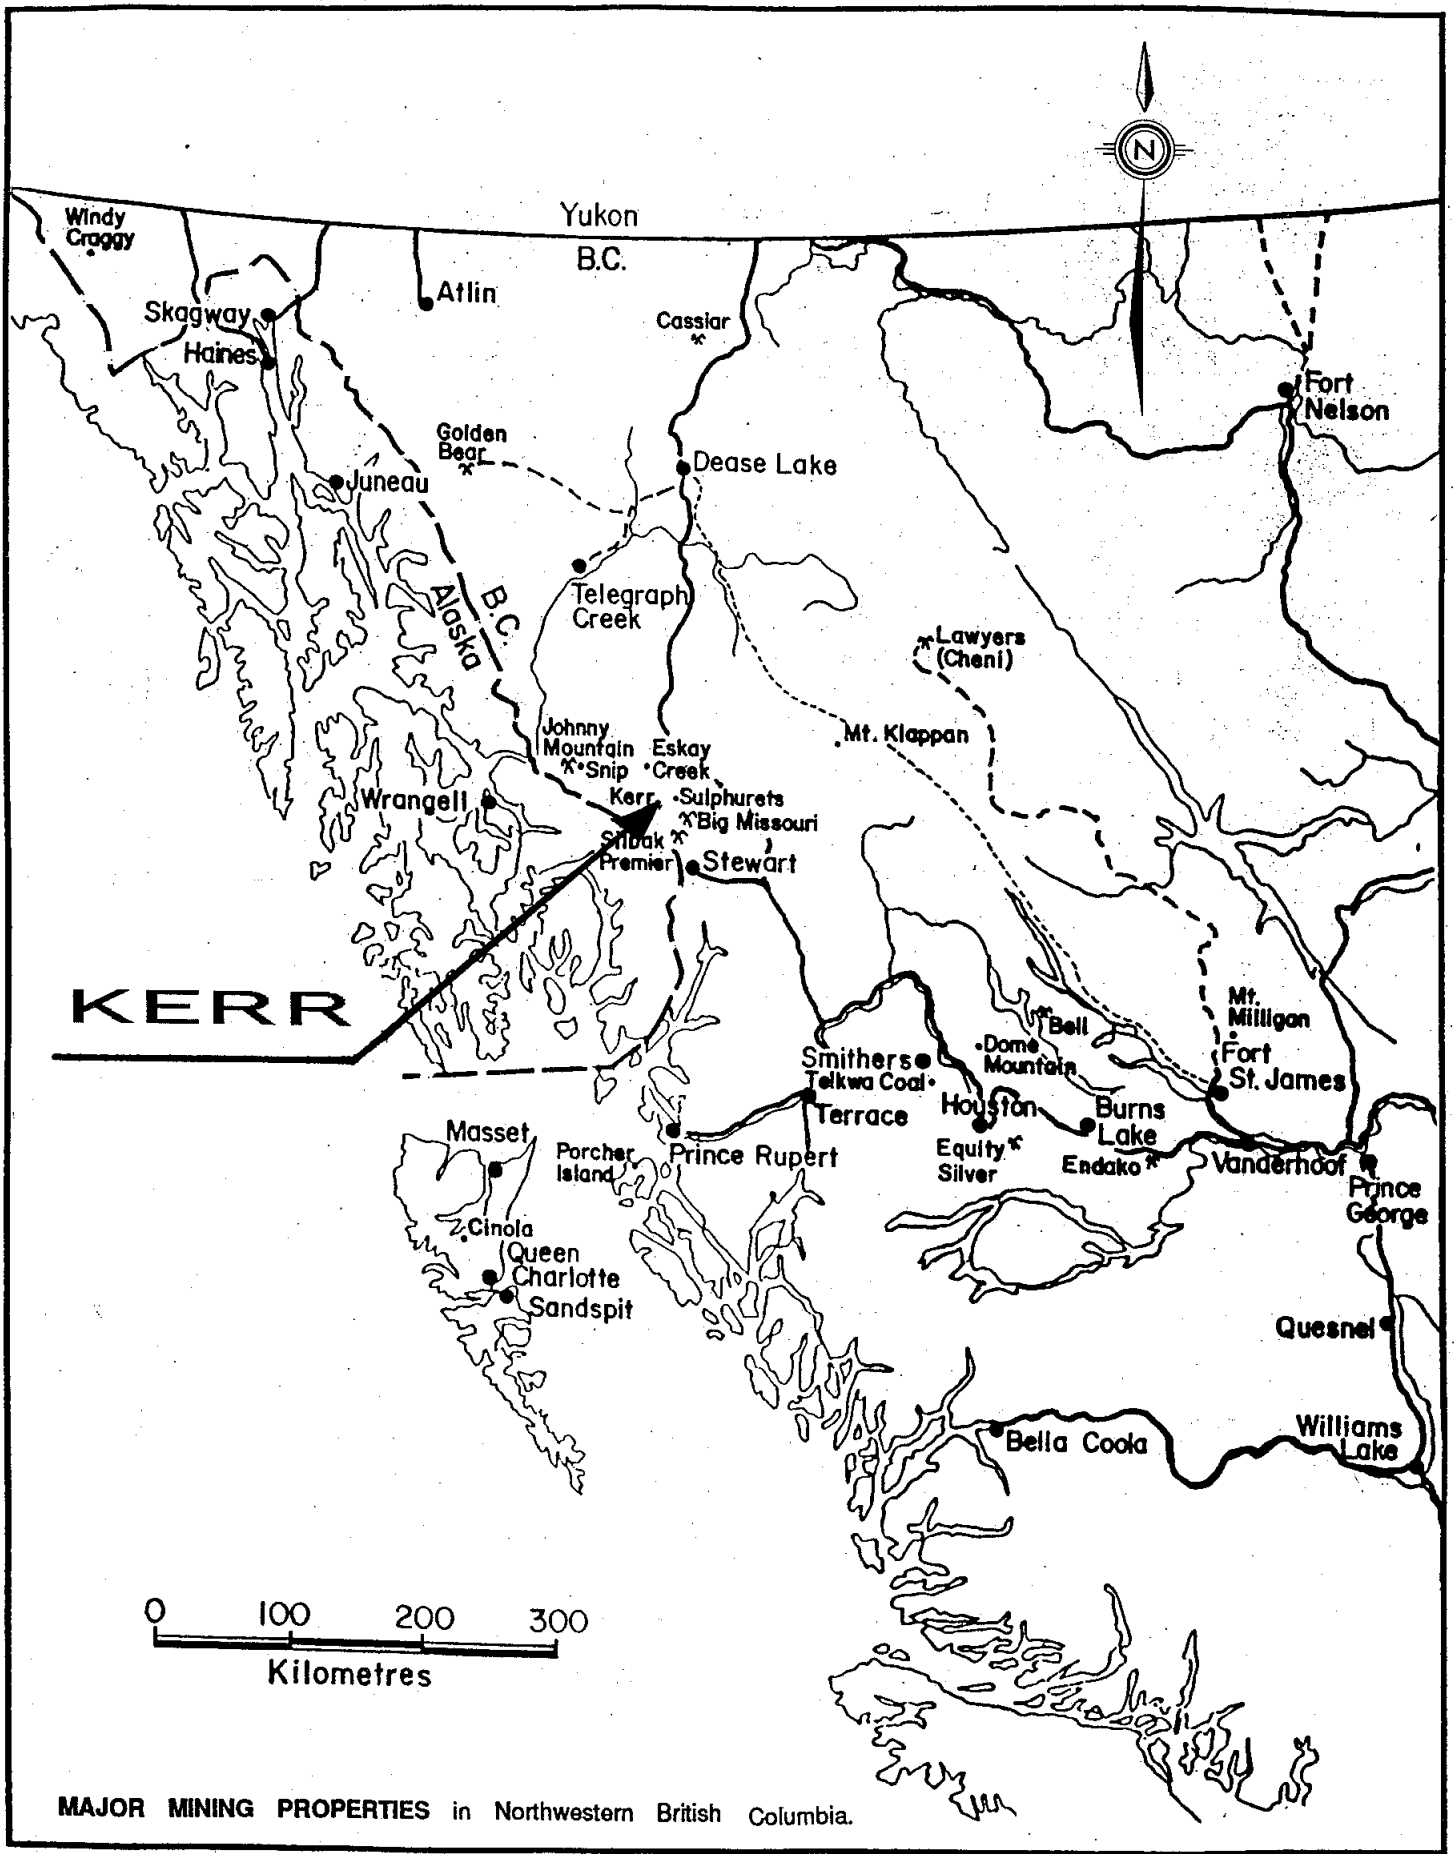 N
Yukon
B.C.
Windy
Craggy
Skagway
Haines
Atlin
Cassiar
Fort
Nelson
Golden
Bear
Dease Lake
Juneau
B.C.
Alaska
Telegraph
Creek
Lawyers
(Cheni)
Mt. Klappan
Johnny
Mountain
Snip
Eskay
Creek
Wrangell
Kerr
Sulphurets
Big Missouri
Silbak
Premier
Stewart
KERR
Mt.
Milligan
Bell
Dome
Mountain
Fort
St. James
Smithers
Telkwa Coal
Terrace
Houston
Burns
Lake
Equity
Silver
Endako
Vanderhoof
Prince
George
Masset
Porcher
Island
Prince Rupert
Cinola
Queen
Charlotte
Sandspit
Quesnel
Williams
Lake
Bella Coola
0 100 200 300
Kilometres
MAJOR MINING PROPERTIES in Northwestern British Columbia.